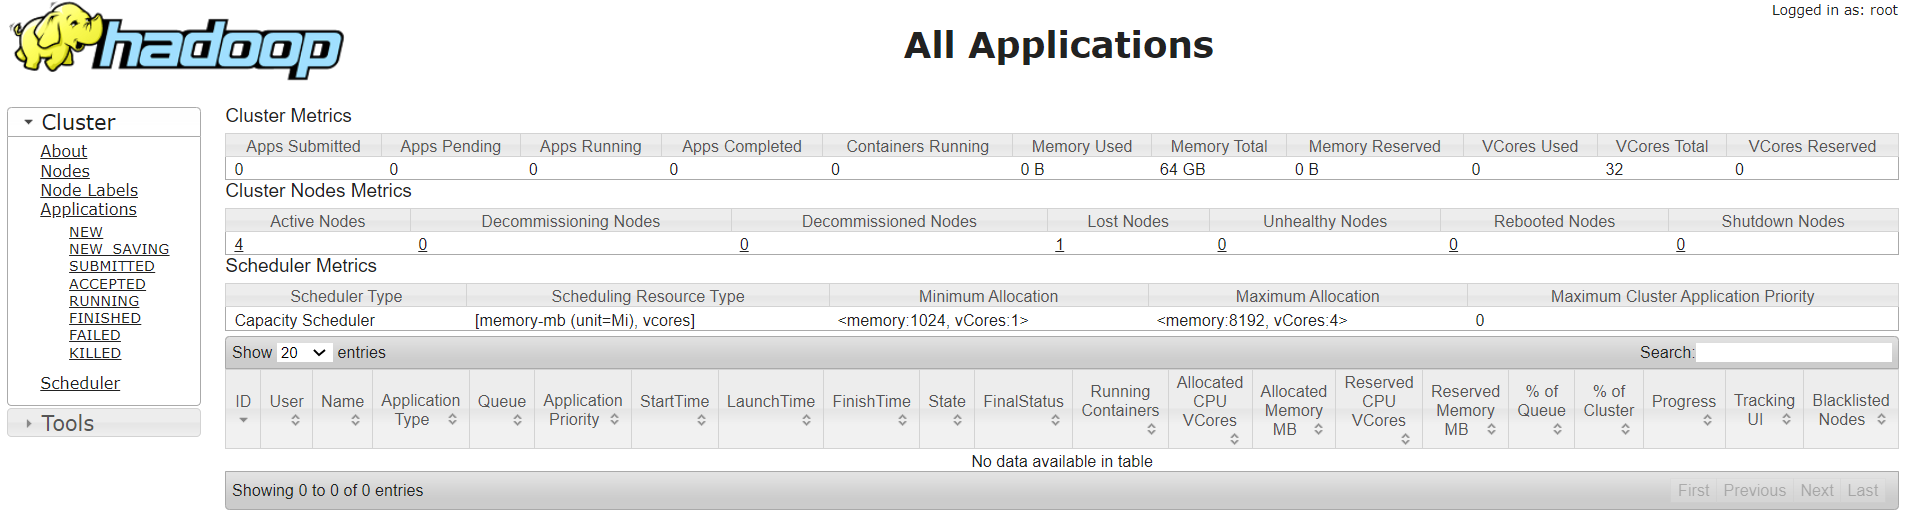 Logged in as: root
hadoop
All Applications
Cluster
About
Nodes
Node Labels
Applications
NEW
NEW_SAVING
SUBMITTED
ACCEPTED
RUNNING
FINISHED
FAILED
KILLED
Scheduler
Tools
Cluster Metrics
Apps Submitted Apps Pending Apps Running Apps Completed Containers Running Memory Used Memory Total Memory Reserved VCores Used VCores Total VCores Reserved
0 0 0 0 0 0 B 64 GB 0 B 0 32 0
Cluster Nodes Metrics
Active Nodes Decommissioning Nodes Decommissioned Nodes Lost Nodes Unhealthy Nodes Rebooted Nodes Shutdown Nodes
4 0 0 1 0 0 0
Scheduler Metrics
Scheduler Type Scheduling Resource Type Minimum Allocation Maximum Allocation Maximum Cluster Application Priority
Capacity Scheduler [memory-mb (unit=Mi), vcores] <memory:1024, vCores:1> <memory:8192, vCores:4> 0
Show 20 entries Search:
ID User Name Application Type Queue Application Priority StartTime LaunchTime FinishTime State FinalStatus Running Containers Allocated CPU VCores Allocated Memory MB Reserved CPU VCores Reserved Memory MB % of Queue % of Cluster Progress Tracking UI Blacklisted Nodes
No data available in table
Showing 0 to 0 of 0 entries First Previous Next Last